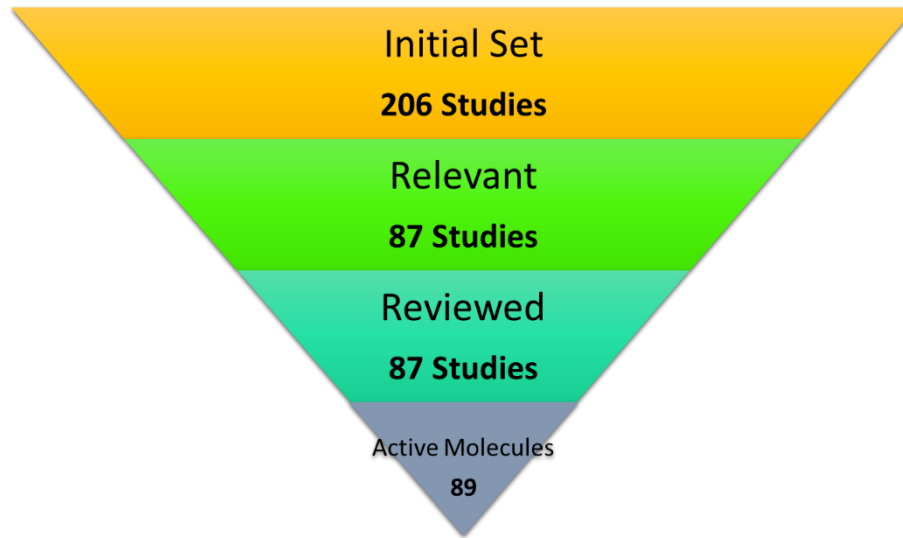 Initial Set
206 Studies
Relevant
87 Studies
Reviewed
87 Studies
Active Molecules
89